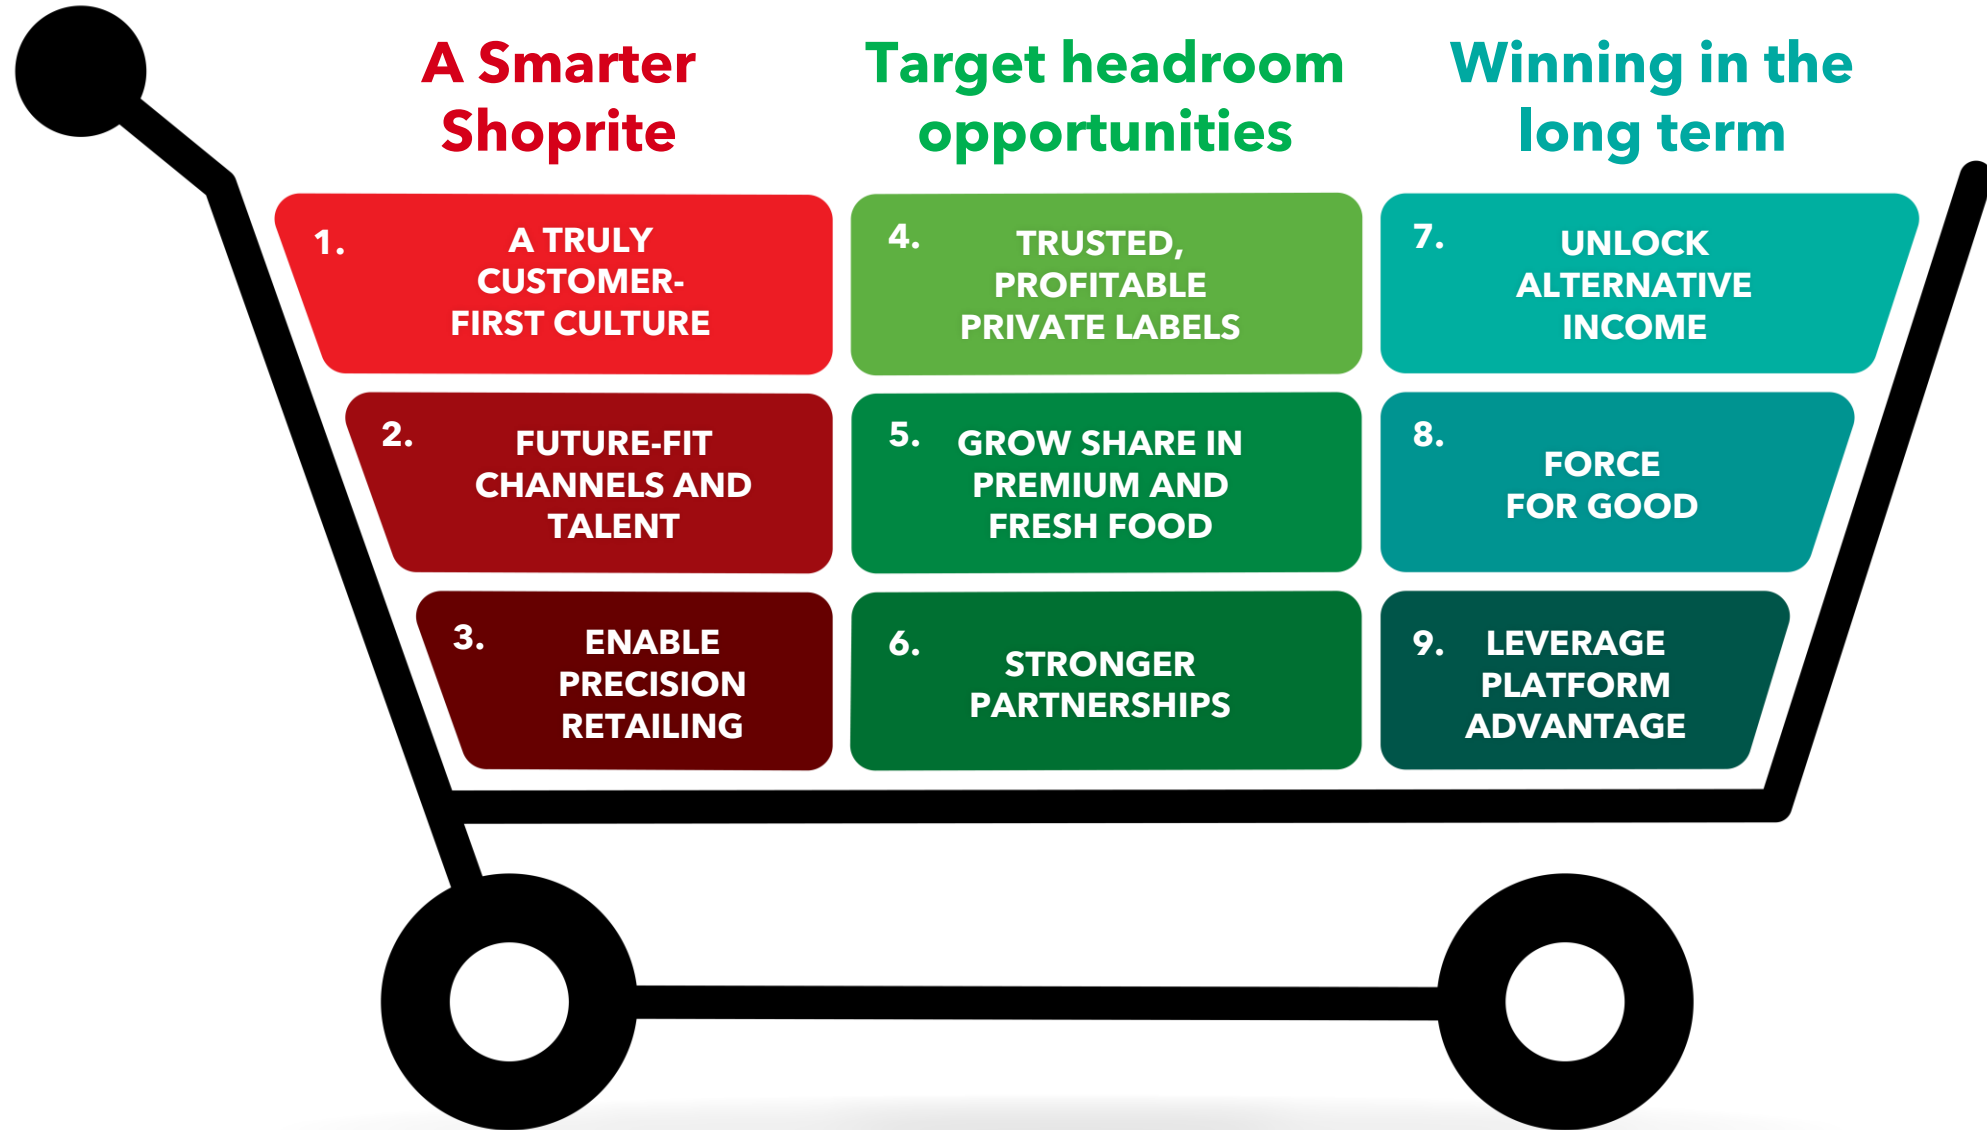 A Smarter
Shoprite
1.
A TRULY
CUSTOMER-
FIRST CULTURE
2.
FUTURE-FIT
CHANNELS AND
TALENT
3.
ENABLE
PRECISION
RETAILING
Target headroom
opportunities
4.
TRUSTED,
PROFITABLE
PRIVATE LABELS
5.
GROW SHARE IN
PREMIUM AND
FRESH FOOD
6.
STRONGER
PARTNERSHIPS
Winning in the
long term
7.
UNLOCK
ALTERNATIVE
INCOME
8.
FORCE
FOR GOOD
9.
LEVERAGE
PLATFORM
ADVANTAGE